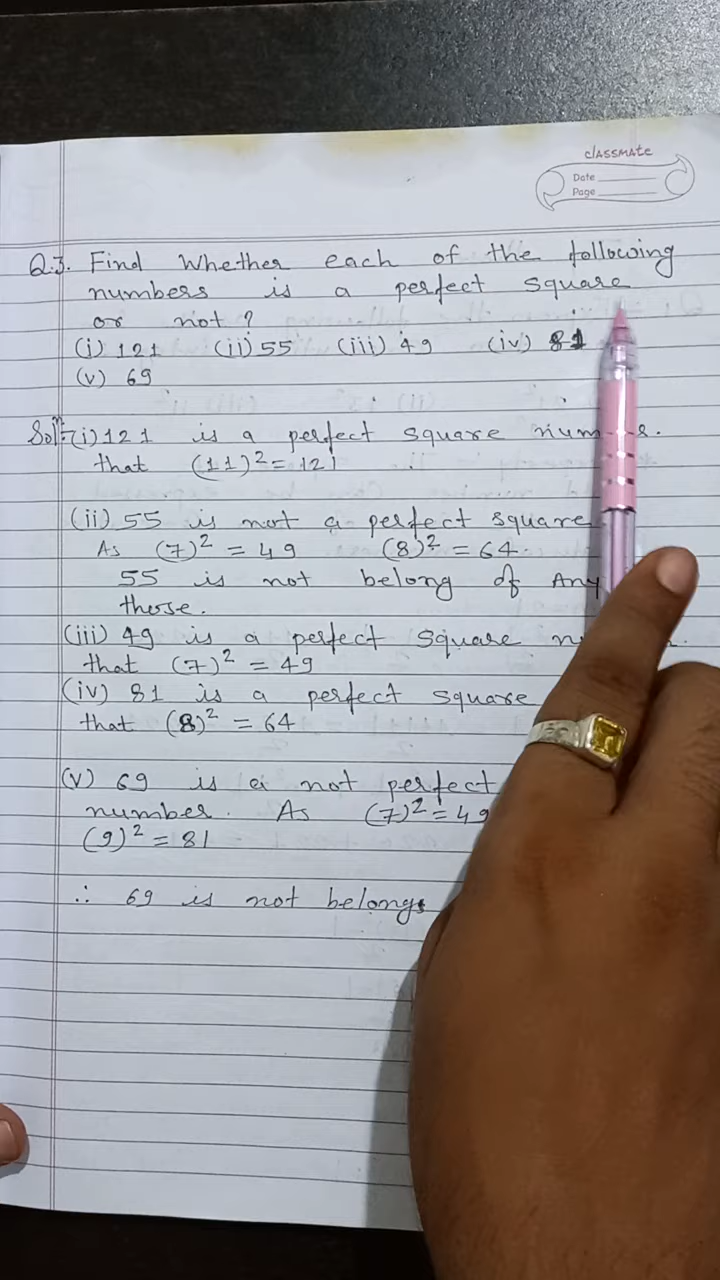 classmate
Date
Page
Q.3. Find Whether each of the following
numbers is a perfect square
or not?
(i) 121 (ii) 55 (iii) 49 (iv) 81
(v) 69
Solⁿ:- (i) 121 is a perfect square
that (11)² = 121
(ii) 55 is not a perfect square
As (7)² = 49 (8)² = 64.
55 is not belong of Any
those.
(iii) 49 is a perfect square
that (7)² = 49
(iv) 81 is a perfect square
that (8)² = 64
(v) 69 is a not perfect
number. As (7)² = 49
(9)² = 81
∴ 69 is not belongs